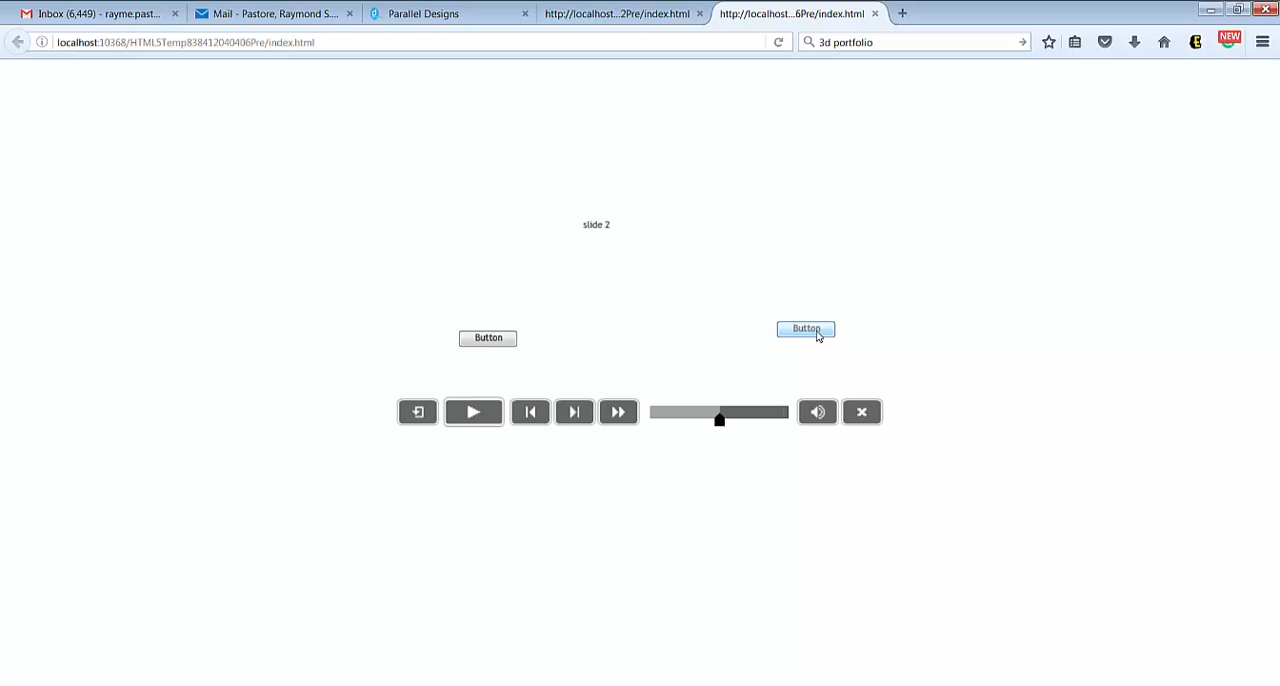 Inbox (6,449) - rayme.past...
Mail - Pastore, Raymond S....
Parallel Designs
http://localhost...2Pre/index.html
http://localhost...6Pre/index.html
localhost:10368/HTML5Temp838412040406Pre/index.html
3d portfolio
NEW
slide 2
Button
Button